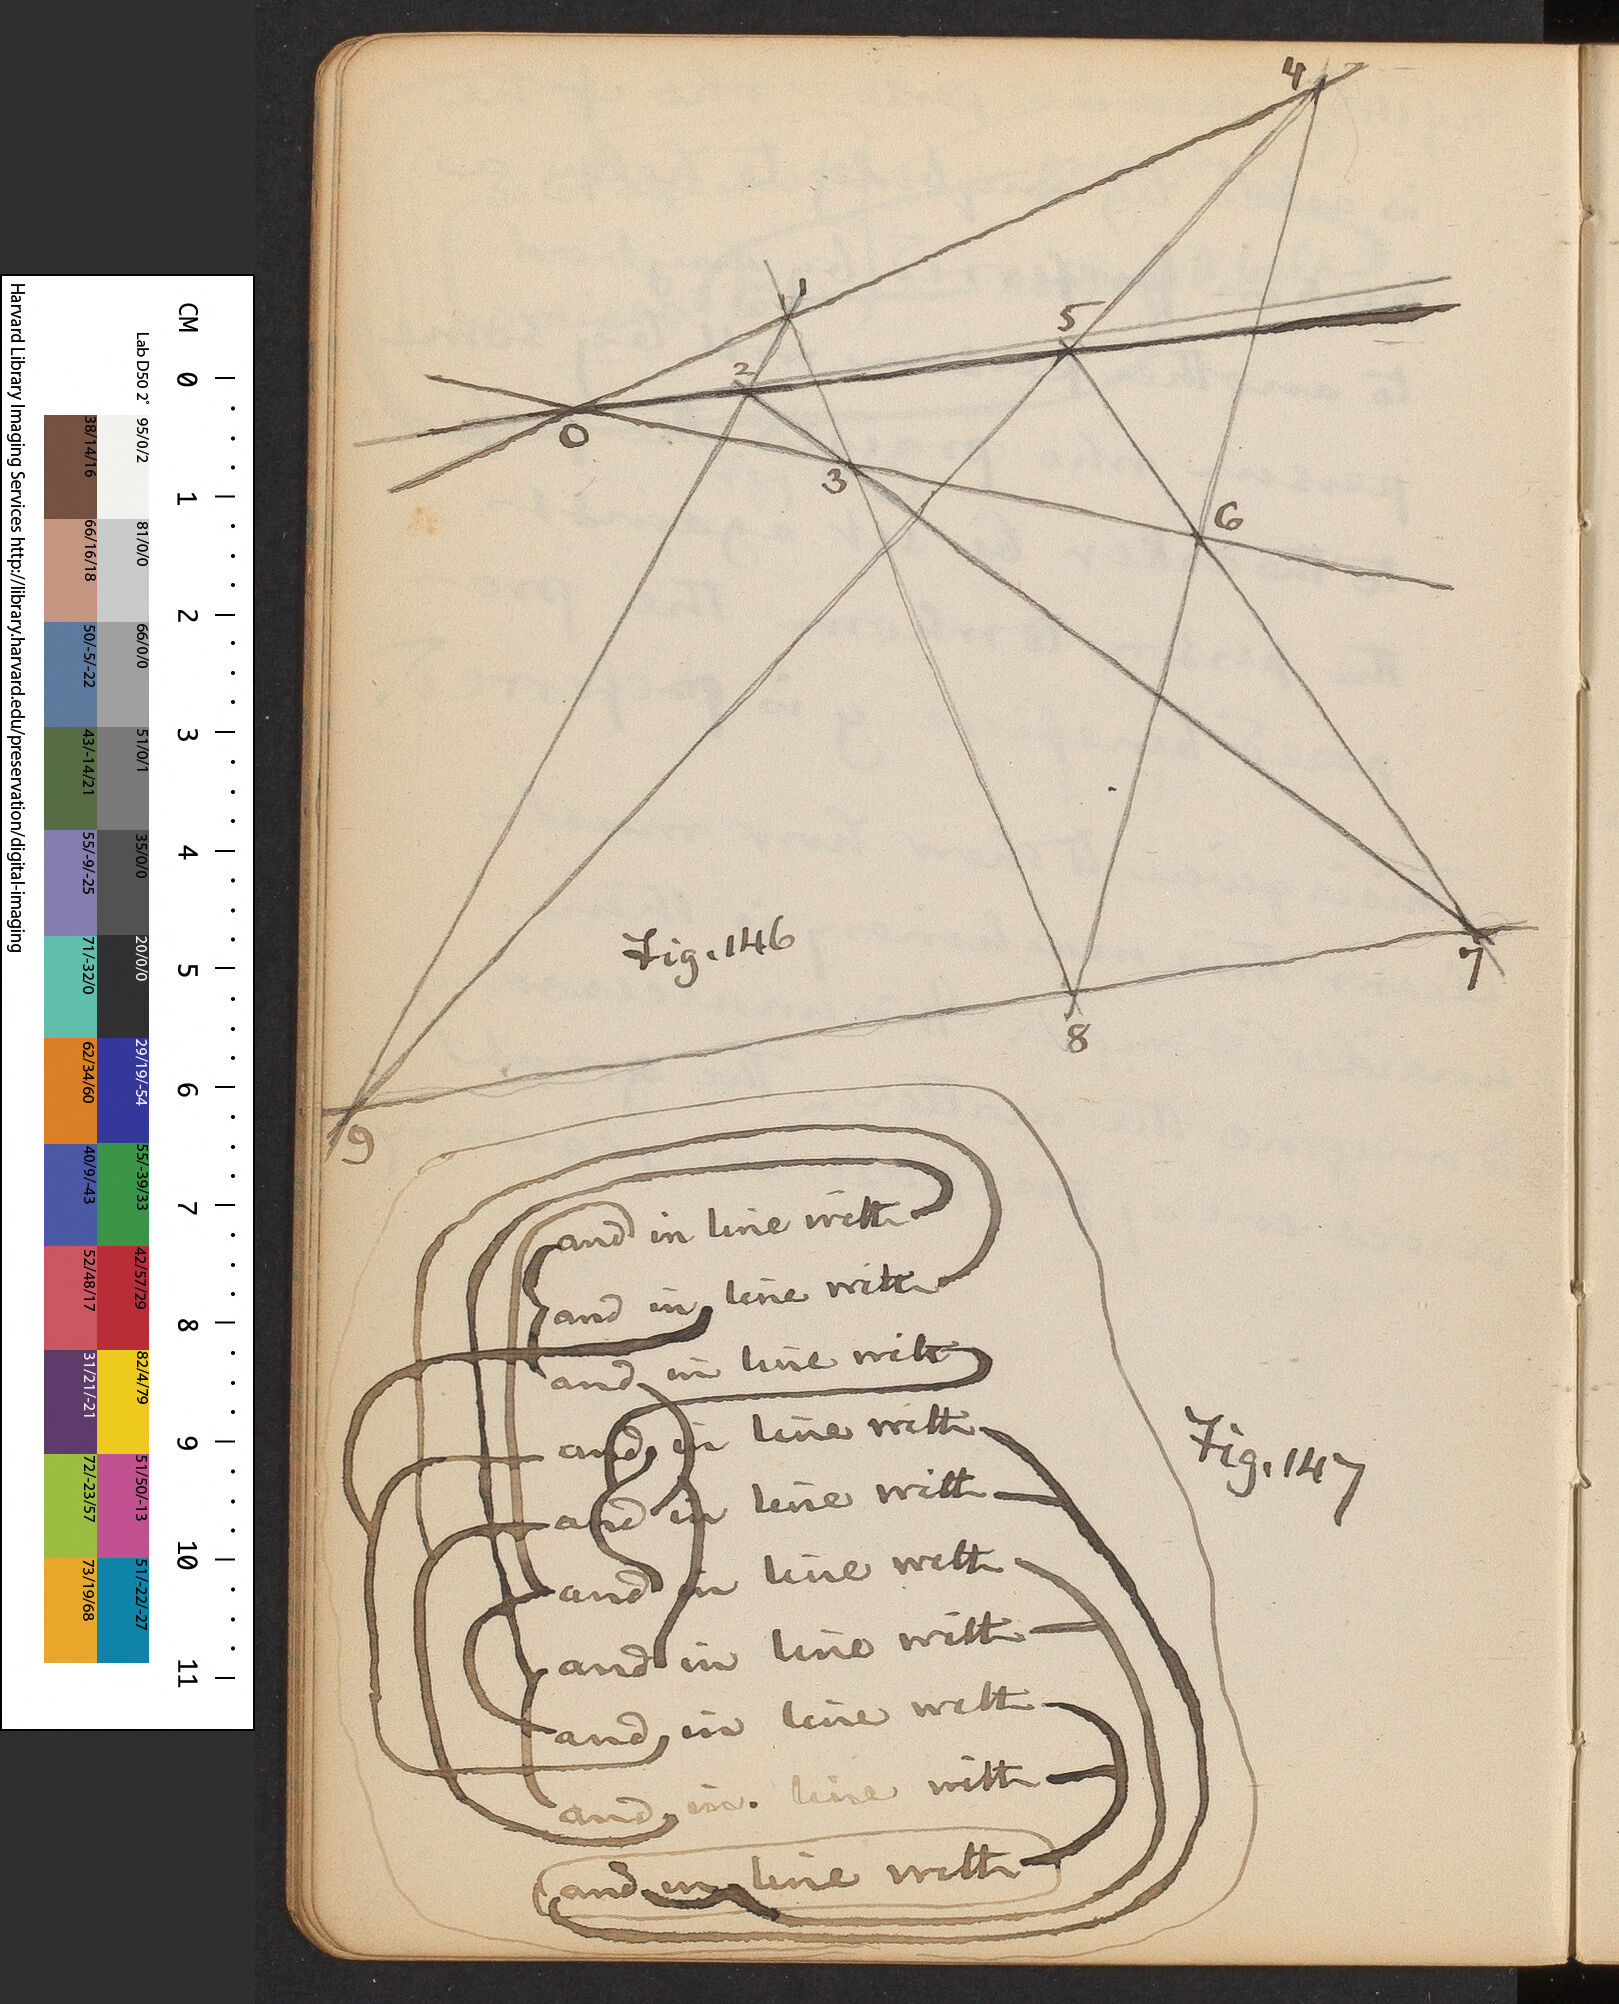 4
1
5
2
0
3
6
Fig. 146
7
8
9
and in line with
and in line with
and in line with
and in line with
and in line with
and in line with
and in line with
and in line with
and in line with
and in line with
Fig. 147
Harvard Library Imaging Services http://library.harvard.edu/preservation/digital-imaging
Lab D50 2°
CM 0 1 2 3 4 5 6 7 8 9 10 11
95/0/2
81/0/0
66/0/0
51/0/1
35/0/0
20/0/0
29/19/-54
55/-39/33
42/57/29
82/4/79
51/50/-13
51/-22/-27
38/14/16
66/16/18
50/-5/-22
43/-14/21
55/-9/-25
71/-32/0
62/34/60
40/9/-43
52/48/17
31/21/-21
72/-23/57
73/19/68